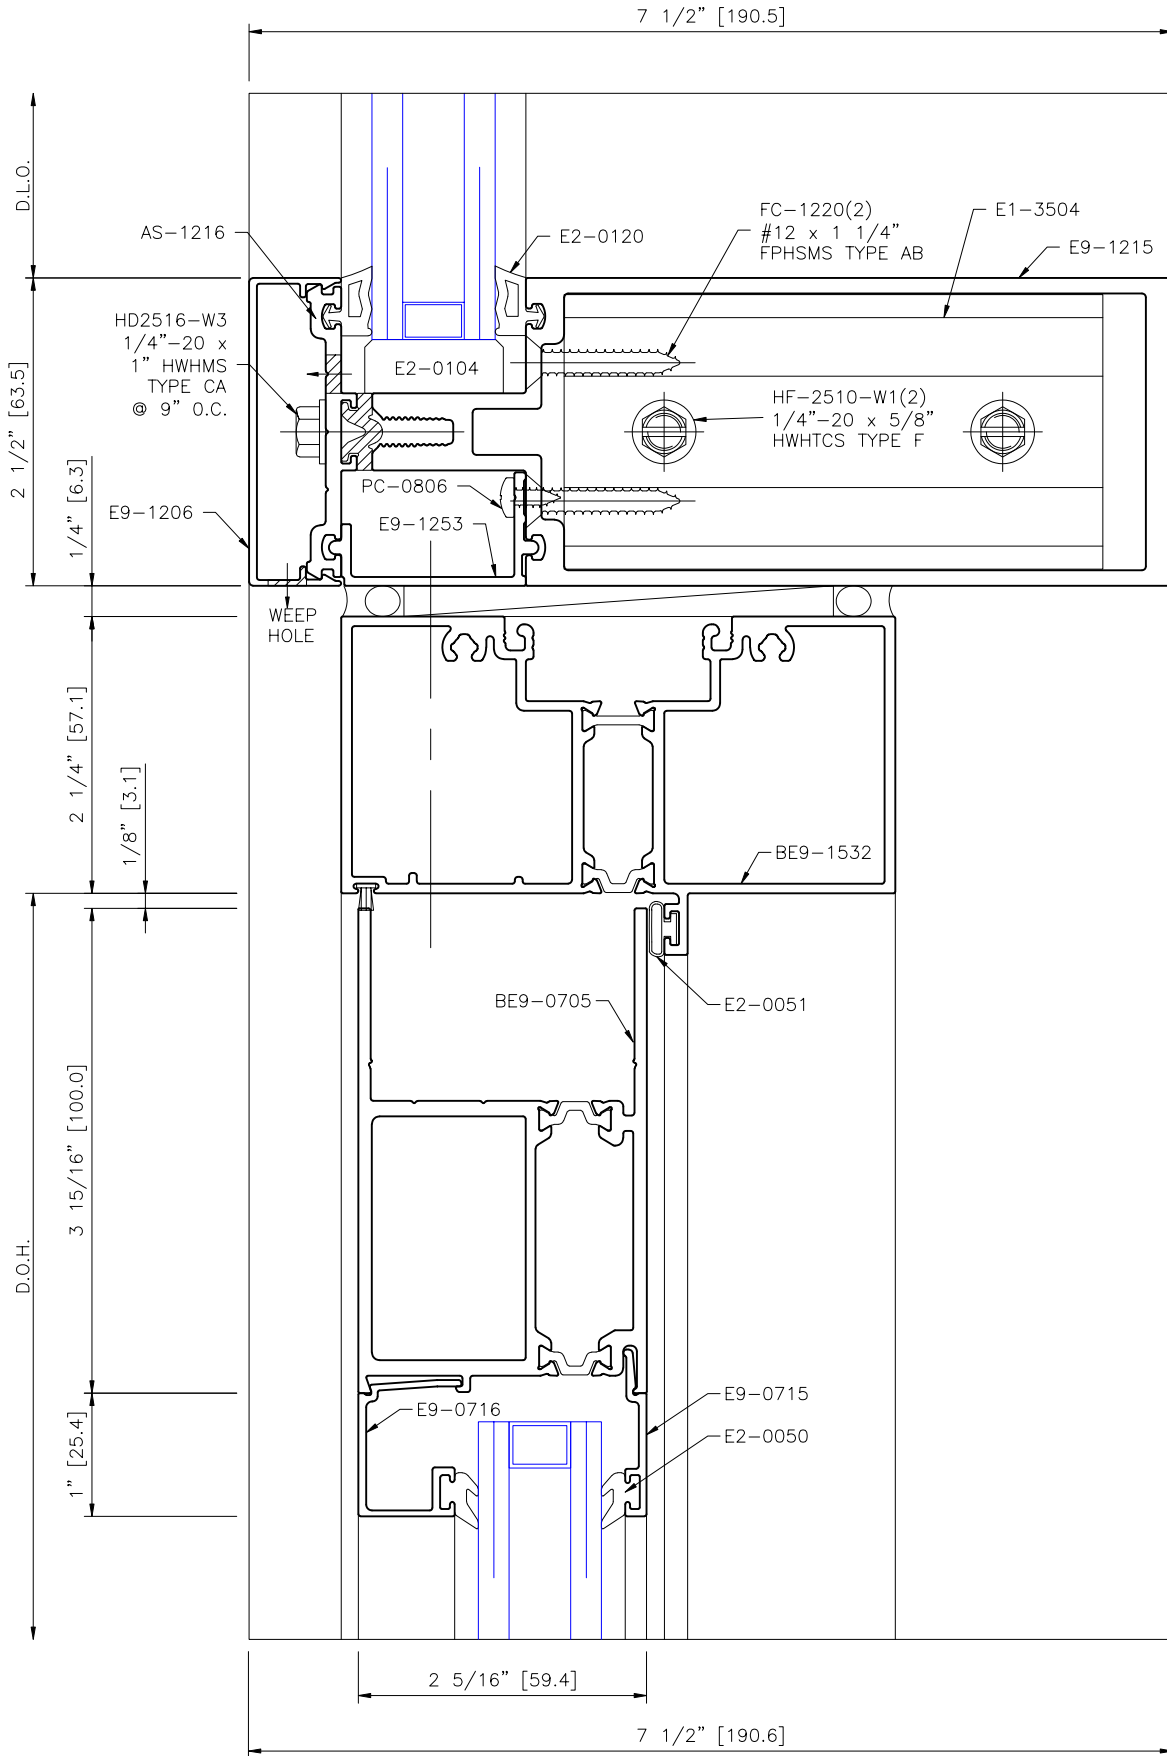 7 1/2” [190.5]
D.L.O.
AS-1216
E2-0120
FC-1220(2)
#12 x 1 1/4”
FPHSMS TYPE AB
E1-3504
E9-1215
HD2516-W3
1/4”-20 x
1” HWHMS
TYPE CA
@ 9” O.C.
E2-0104
HF-2510-W1(2)
1/4”-20 x 5/8”
HWHTCS TYPE F
2 1/2” [63.5]
1/4” [6.3]
PC-0806
E9-1206
E9-1253
WEEP
HOLE
2 1/4” [57.1]
1/8” [3.1]
BE9-1532
BE9-0705
E2-0051
3 15/16” [100.0]
D.O.H.
E9-0716
E9-0715
E2-0050
1” [25.4]
2 5/16” [59.4]
7 1/2” [190.6]